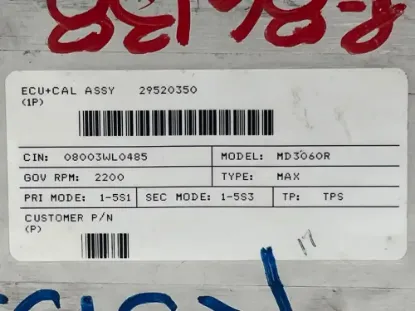 ECU+CAL ASSY 29520350
(1P)
CIN: 08003WL0485 MODEL: MD3060R
GOV RPM: 2200 TYPE: MAX
PRI MODE: 1-5S1 SEC MODE: 1-5S3 TP: TPS
CUSTOMER P/N
(P)
17